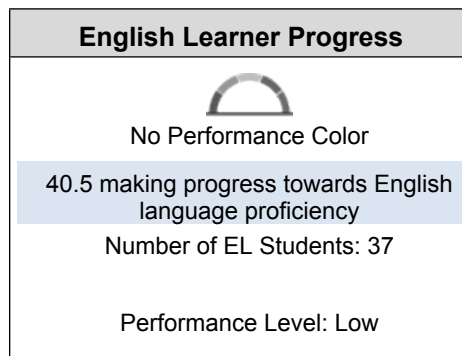 English Learner Progress
No Performance Color
40.5 making progress towards English
language proficiency
Number of EL Students: 37
Performance Level: Low